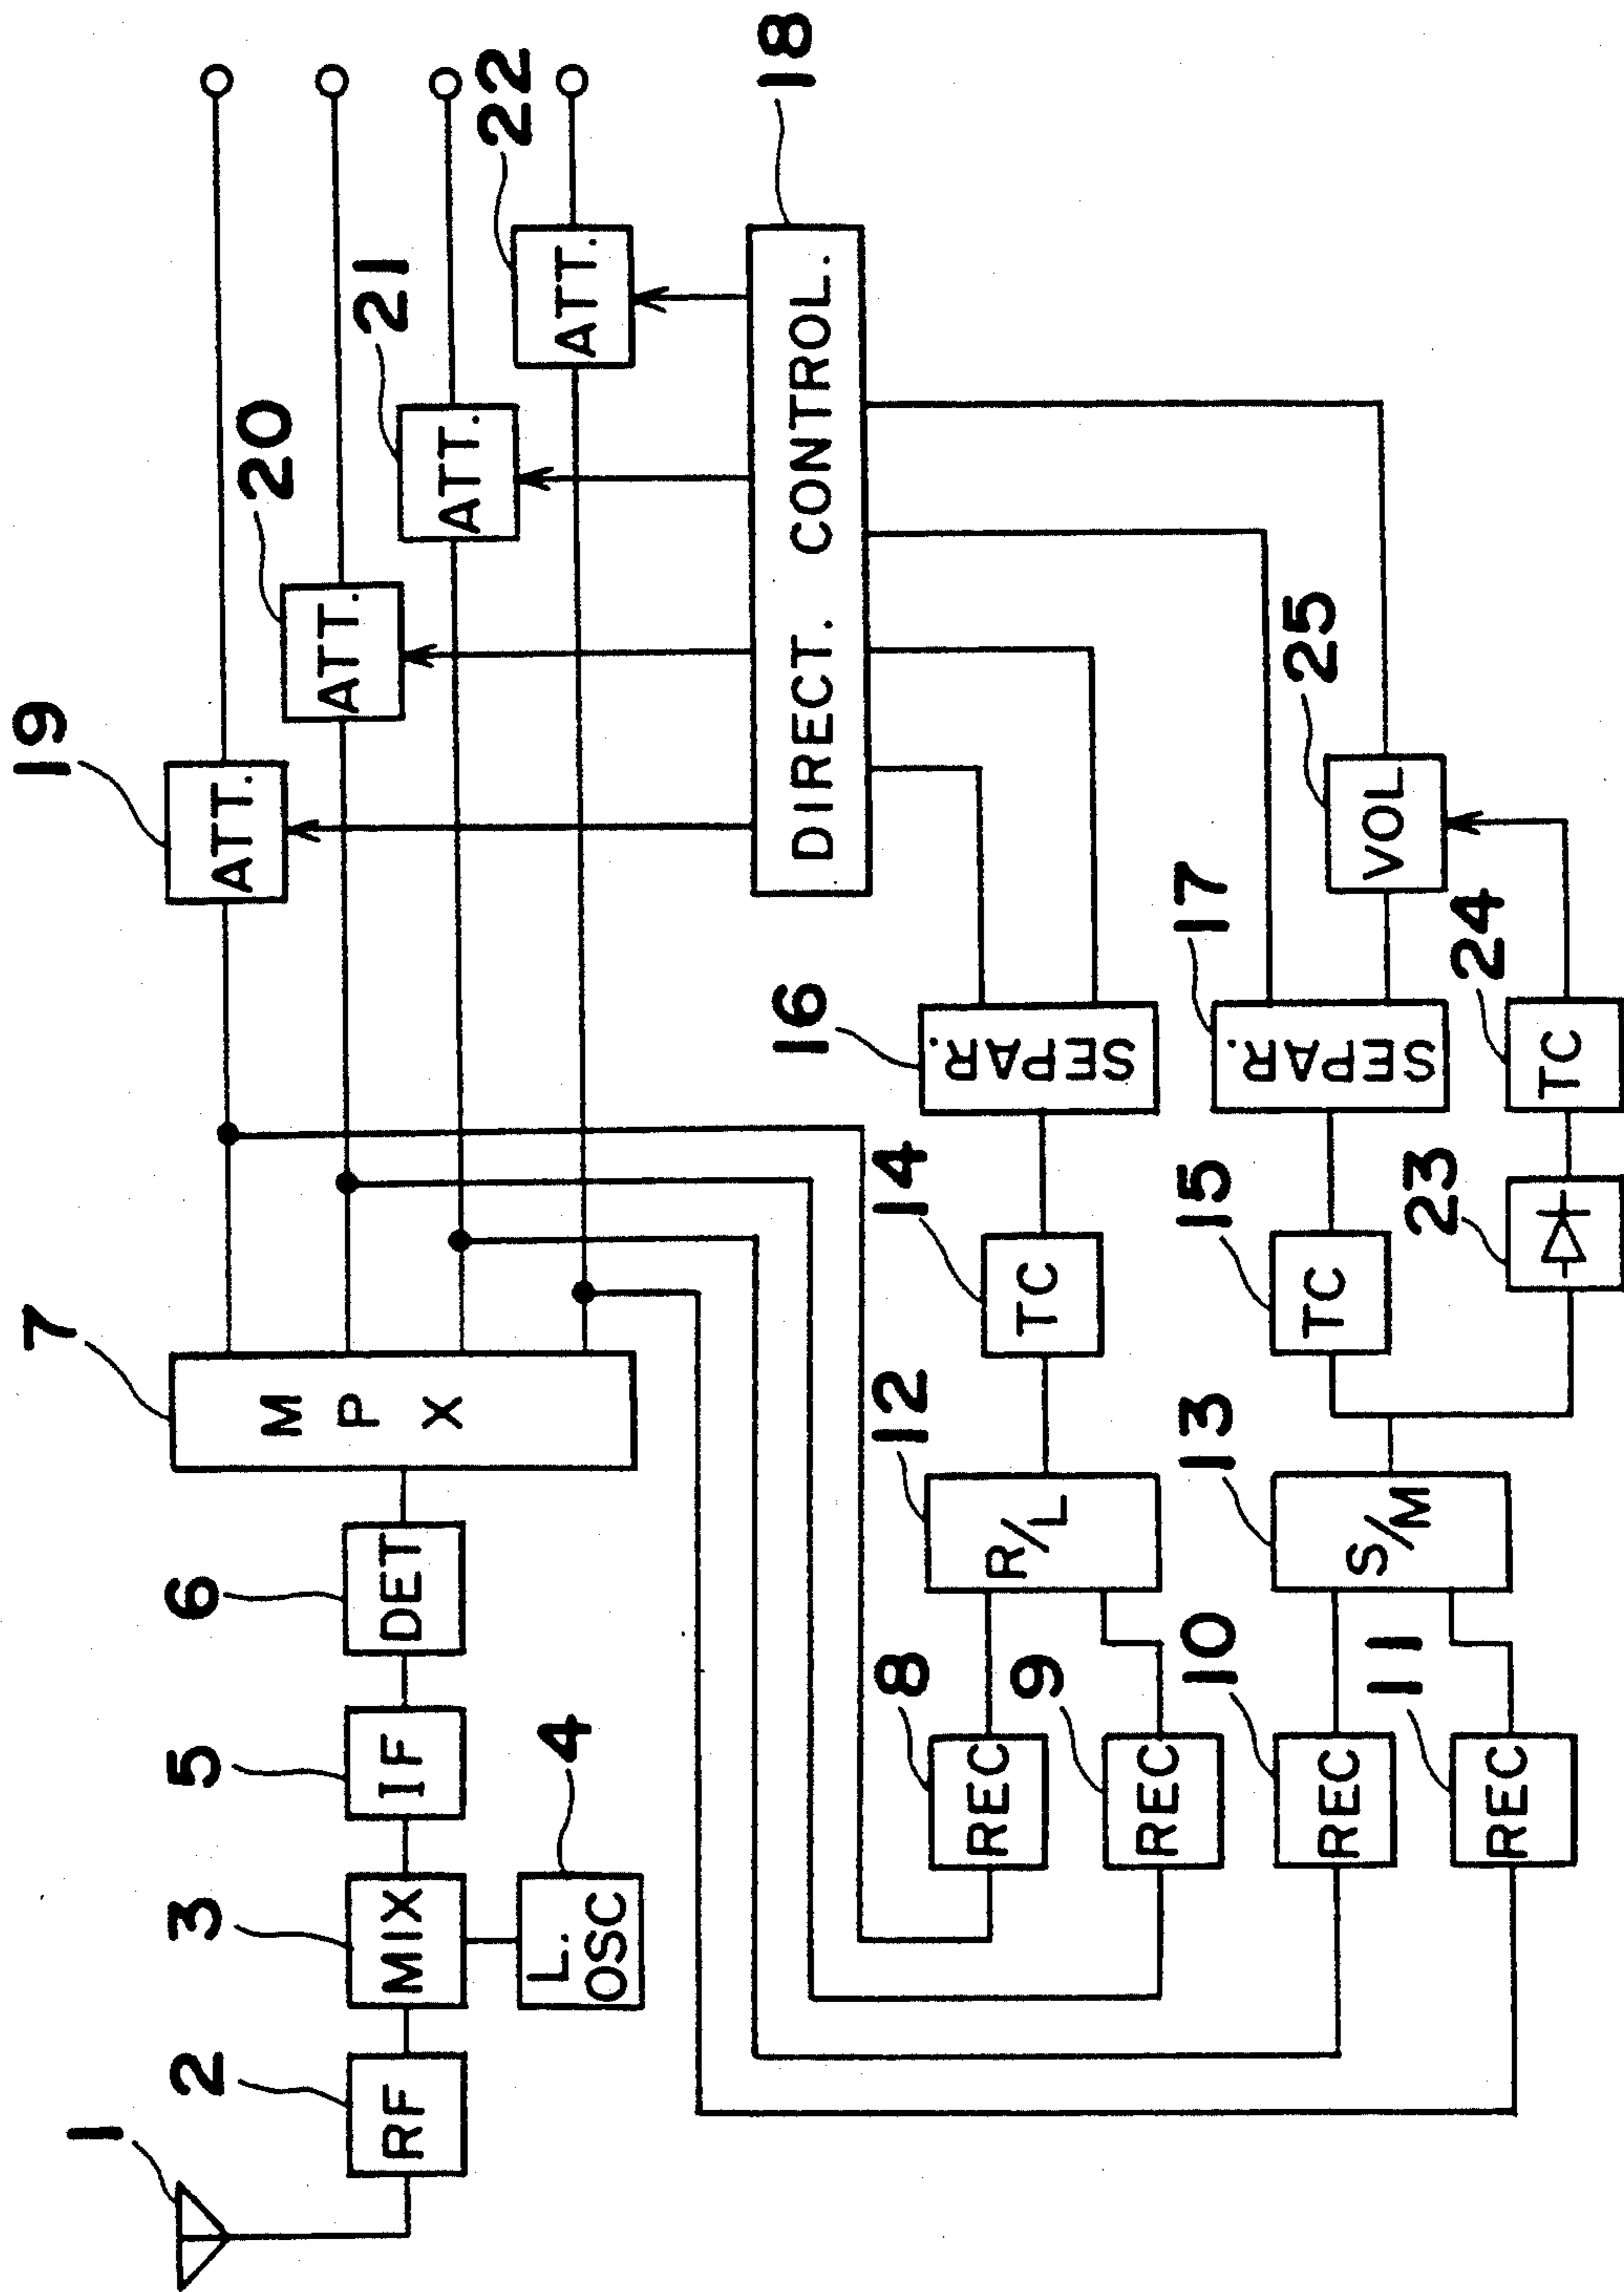 1
2
RF
3
MIX
4
L.
OSC
5
IF
6
DET
7
M
P
X
19
ATT.
20
ATT.
21
ATT.
22
ATT.
18
DIRECT. CONTROL.
8
REC
9
REC
10
REC
11
REC
12
R/L
13
S/M
14
TC
15
TC
16
SEPAR.
17
SEPAR.
23
24
TC
25
VOL